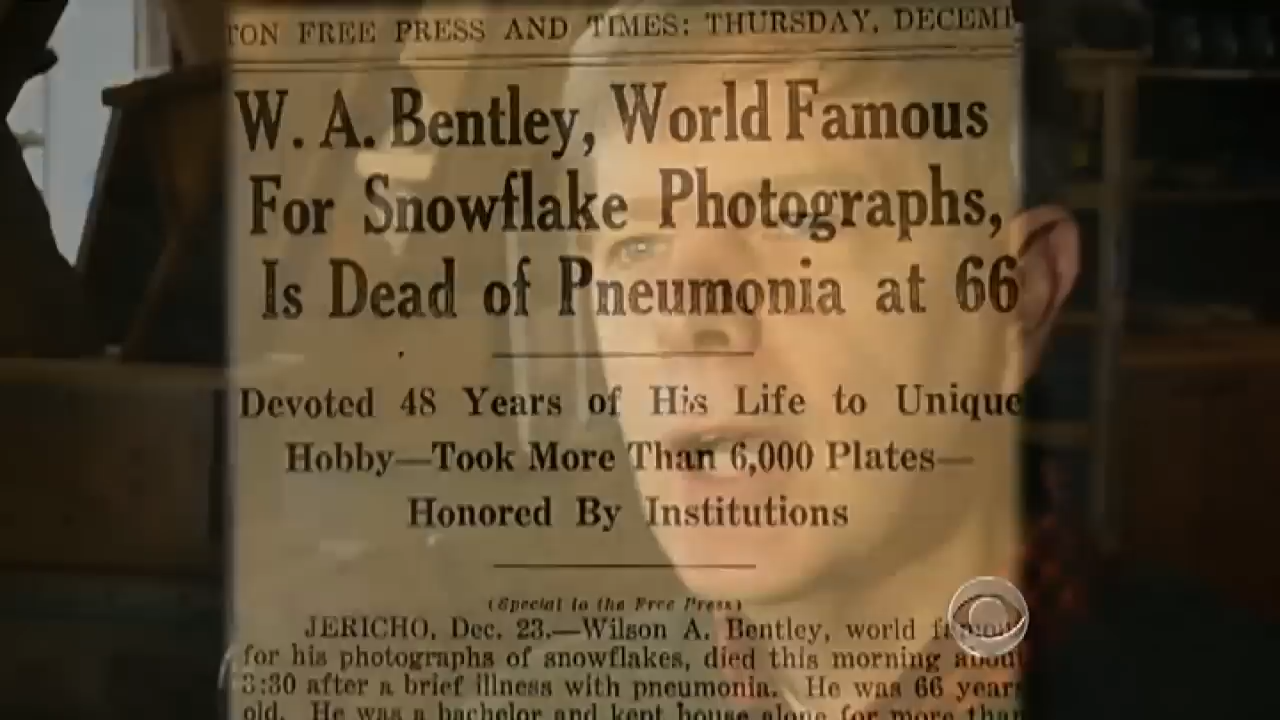 TON FREE PRESS AND TIMES: THURSDAY, DECEM
W. A. Bentley, World Famous
For Snowflake Photographs,
Is Dead of Pneumonia at 66
Devoted 48 Years of His Life to Unique
Hobby—Took More Than 6,000 Plates—
Honored By Institutions
(Special to the Free Press)
JERICHO, Dec. 23.—Wilson A. Bentley, world famous
for his photographs of snowflakes, died this morning about
3:30 after a brief illness with pneumonia. He was 66 years
old. He was a bachelor and kept house alone for more than